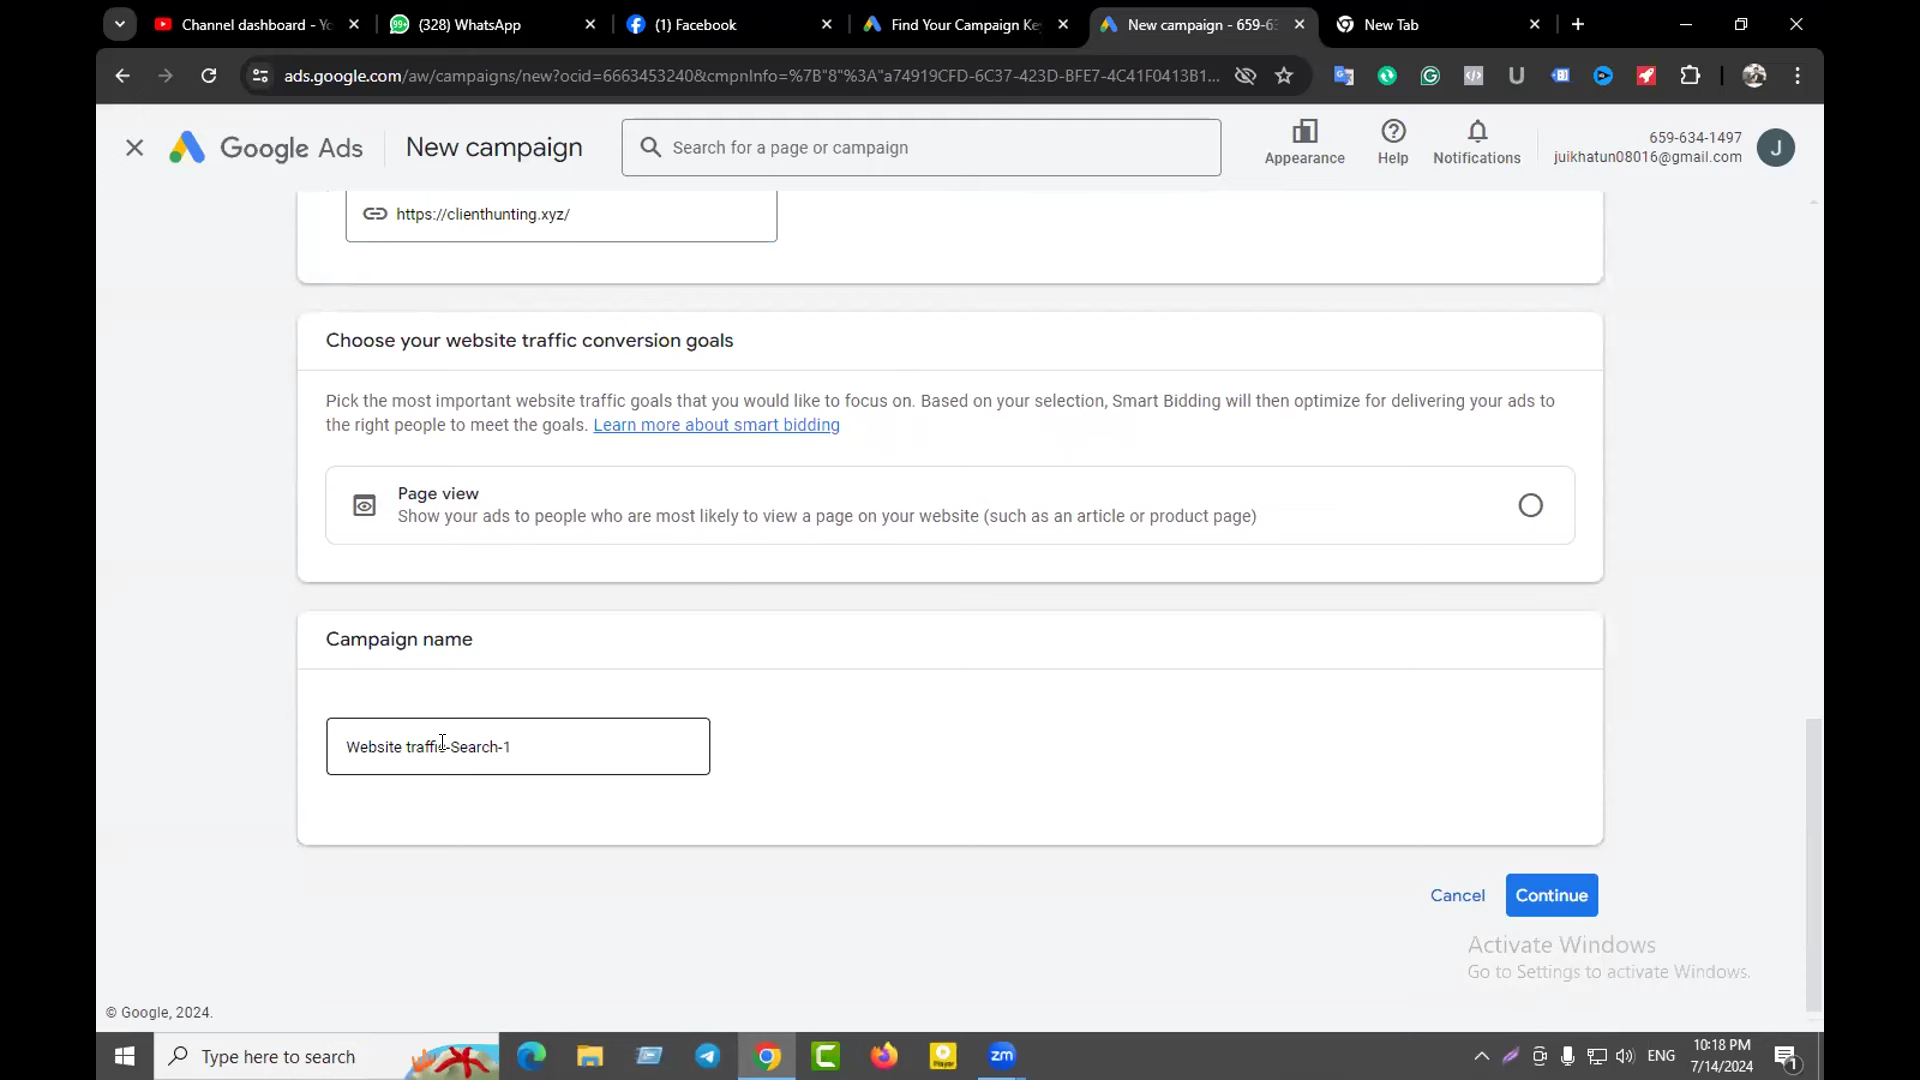 Channel dashboard - Yo
(328) WhatsApp
(1) Facebook
Find Your Campaign Ke
New campaign - 659-63
New Tab
ads.google.com/aw/campaigns/new?ocid=6663453240&cmpnInfo=%7B"8"%3A"a74919CFD-6C37-423D-BFE7-4C41F0413B1...
Google Ads
New campaign
Search for a page or campaign
Appearance
Help
Notifications
659-634-1497
juikhatun08016@gmail.com
J
https://clienthunting.xyz/
Choose your website traffic conversion goals
Pick the most important website traffic goals that you would like to focus on. Based on your selection, Smart Bidding will then optimize for delivering your ads to
the right people to meet the goals. Learn more about smart bidding
Page view
Show your ads to people who are most likely to view a page on your website (such as an article or product page)
Campaign name
Website traffic-Search-1
Cancel
Continue
Activate Windows
Go to Settings to activate Windows.
© Google, 2024.
Type here to search
zm
ENG
10:18 PM
7/14/2024
1